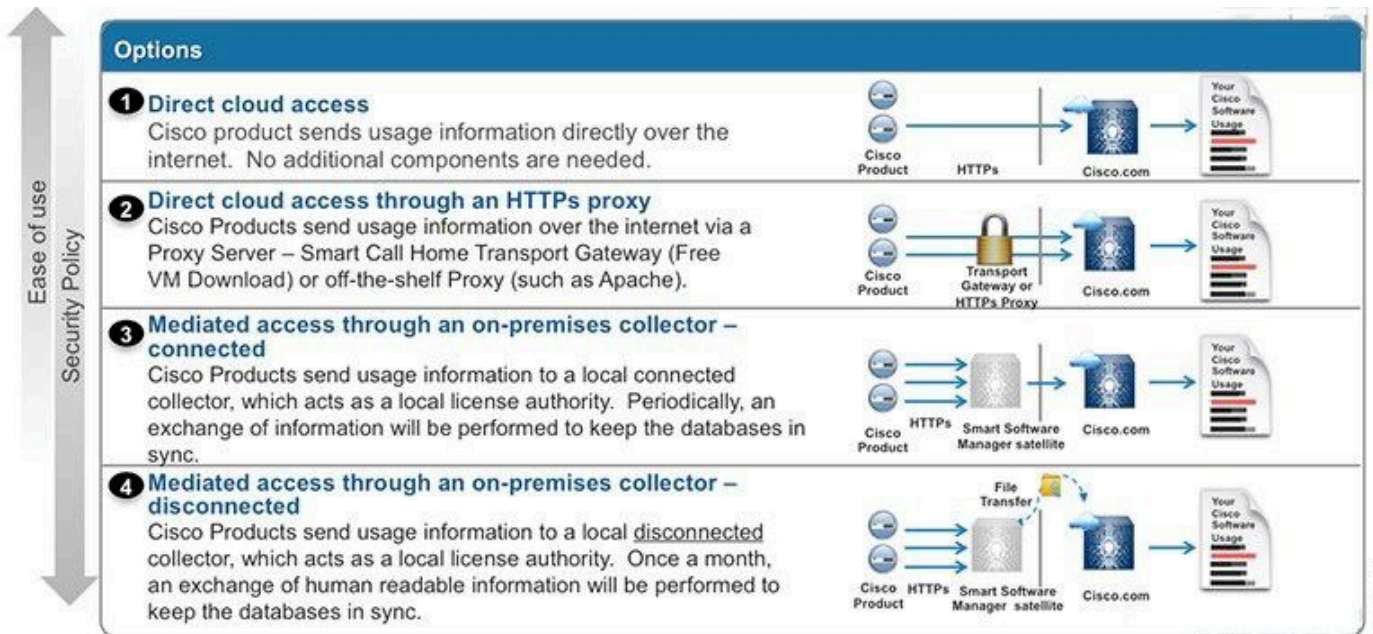 Ease of use
Security Policy
Options
1 Direct cloud access
Cisco product sends usage information directly over the
internet. No additional components are needed.
Cisco
Product
HTTPs
Cisco.com
Your
Cisco
Software
Usage
2 Direct cloud access through an HTTPs proxy
Cisco Products send usage information over the internet via a
Proxy Server – Smart Call Home Transport Gateway (Free
VM Download) or off-the-shelf Proxy (such as Apache).
Cisco
Product
Transport
Gateway or
HTTPs Proxy
Cisco.com
Your
Cisco
Software
Usage
3 Mediated access through an on-premises collector –
connected
Cisco Products send usage information to a local connected
collector, which acts as a local license authority. Periodically, an
exchange of information will be performed to keep the databases in
sync.
Cisco
Product
HTTPs
Smart Software
Manager satellite
Cisco.com
Your
Cisco
Software
Usage
4 Mediated access through an on-premises collector –
disconnected
Cisco Products send usage information to a local disconnected
collector, which acts as a local license authority. Once a month,
an exchange of human readable information will be performed to
keep the databases in sync.
File
Transfer
Cisco
Product
HTTPs
Smart Software
Manager satellite
Cisco.com
Your
Cisco
Software
Usage